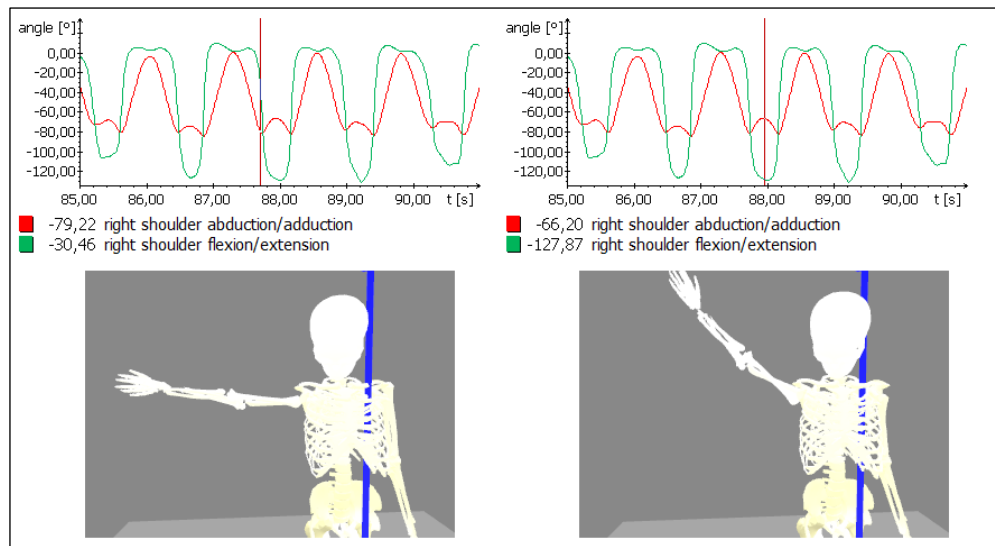 angle [°]
0,00
-20,00
-40,00
-60,00
-80,00
-100,00
-120,00
85,00 86,00 87,00 88,00 89,00 90,00 t [s]
-79,22 right shoulder abduction/adduction
-30,46 right shoulder flexion/extension
angle [°]
0,00
-20,00
-40,00
-60,00
-80,00
-100,00
-120,00
85,00 86,00 87,00 88,00 89,00 90,00 t [s]
-66,20 right shoulder abduction/adduction
-127,87 right shoulder flexion/extension